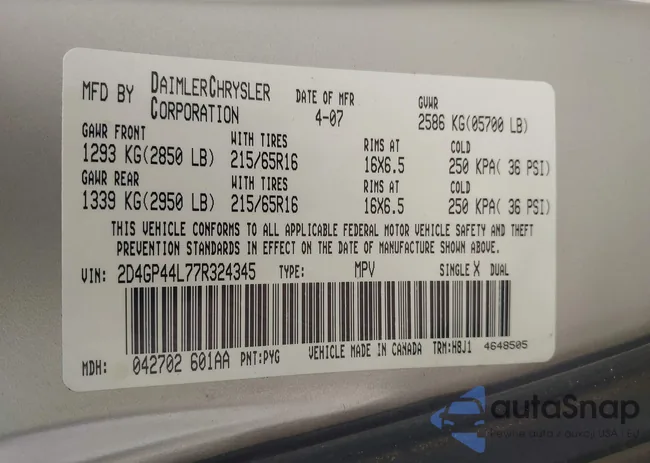 MFD BY DAIMLERCHRYSLER CORPORATION DATE OF MFR 4-07 GVWR 2586 KG(05700 LB)
GAWR FRONT WITH TIRES RIMS AT COLD
1293 KG(2850 LB) 215/65R16 16X6.5 250 KPA( 36 PSI)
GAWR REAR WITH TIRES RIMS AT COLD
1339 KG(2950 LB) 215/65R16 16X6.5 250 KPA( 36 PSI)
THIS VEHICLE CONFORMS TO ALL APPLICABLE FEDERAL MOTOR VEHICLE SAFETY AND THEFT
PREVENTION STANDARDS IN EFFECT ON THE DATE OF MANUFACTURE SHOWN ABOVE.
VIN: 2D4GP44L77R324345 TYPE: MPV SINGLE X DUAL
MDH: 042702 601AA PNT:PYG VEHICLE MADE IN CANADA TRM:H8J1 4648505
autaSnap